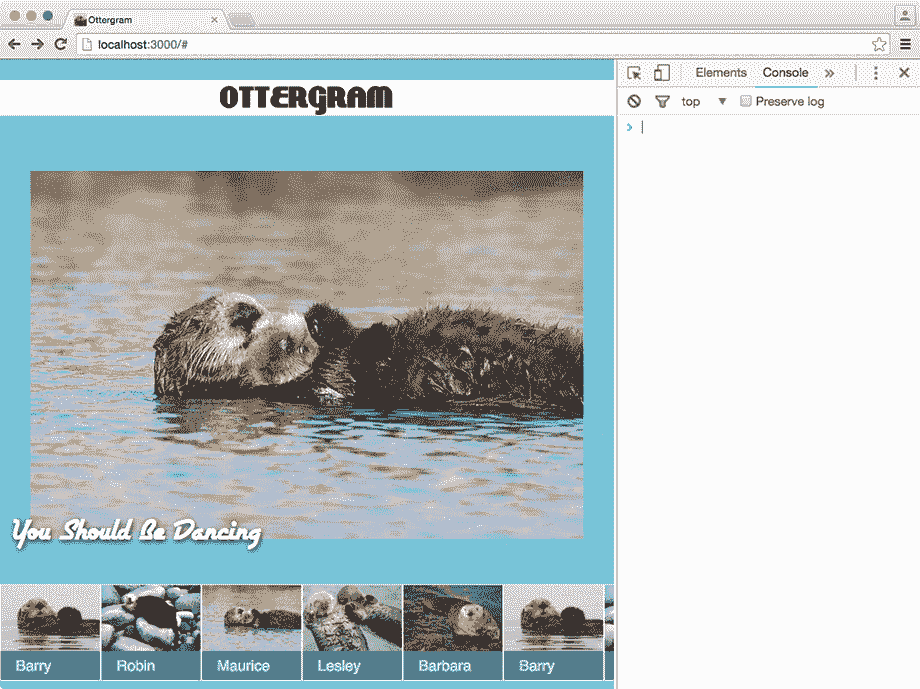 Ottergram
localhost:3000/#
Elements Console »
top Preserve log
OTTERGRAM
You Should Be Dancing
Barry Robin Maurice Lesley Barbara Barry